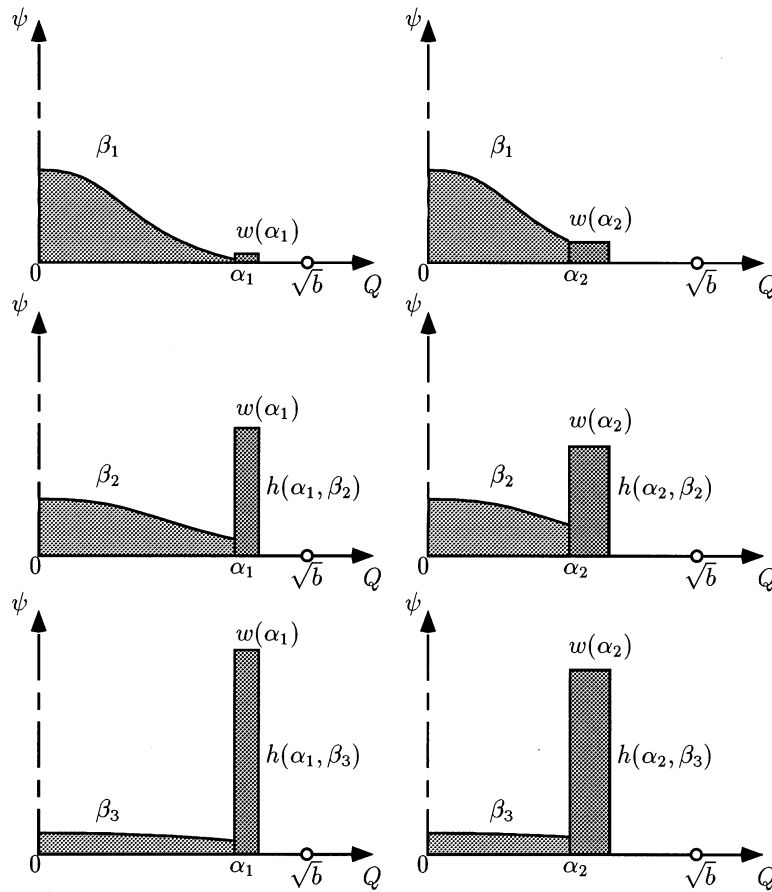 ψ ψ
β₁ β₁
w(α₁) w(α₂)
0 α₁ √b Q 0 α₂ √b Q
ψ ψ
w(α₁) w(α₂)
β₂ h(α₁, β₂) β₂ h(α₂, β₂)
0 α₁ √b Q 0 α₂ √b Q
ψ ψ
w(α₁) w(α₂)
h(α₁, β₃) h(α₂, β₃)
β₃ β₃
0 α₁ √b Q 0 α₂ √b Q